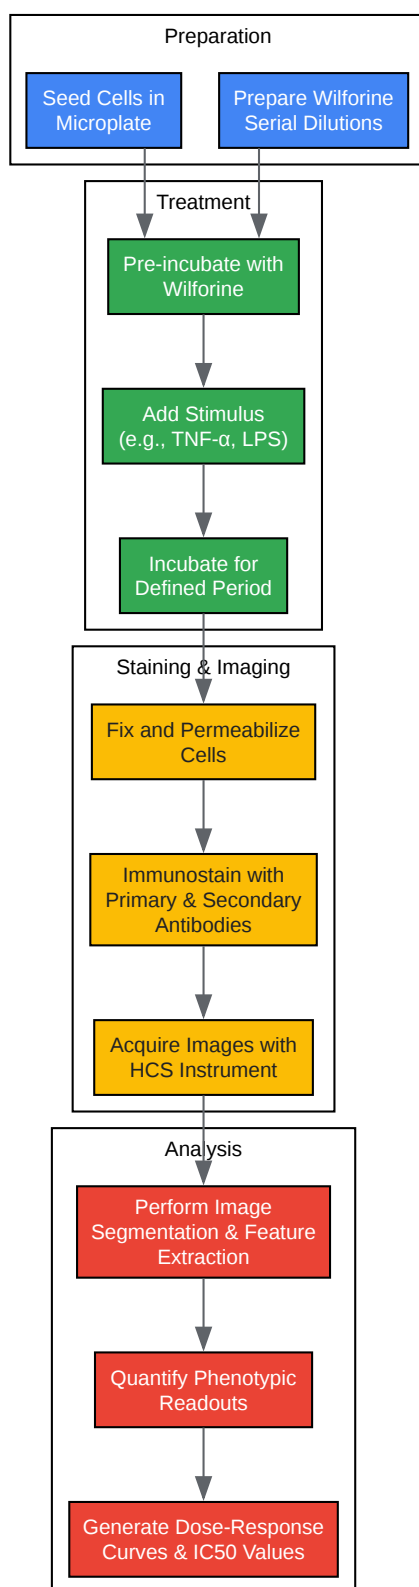 Preparation
Seed Cells in
Microplate
Prepare Wilforine
Serial Dilutions
Treatment
Pre-incubate with
Wilforine
Add Stimulus
(e.g., TNF-α, LPS)
Incubate for
Defined Period
Staining & Imaging
Fix and Permeabilize
Cells
Immunostain with
Primary & Secondary
Antibodies
Acquire Images with
HCS Instrument
Analysis
Perform Image
Segmentation & Feature
Extraction
Quantify Phenotypic
Readouts
Generate Dose-Response
Curves & IC50 Values